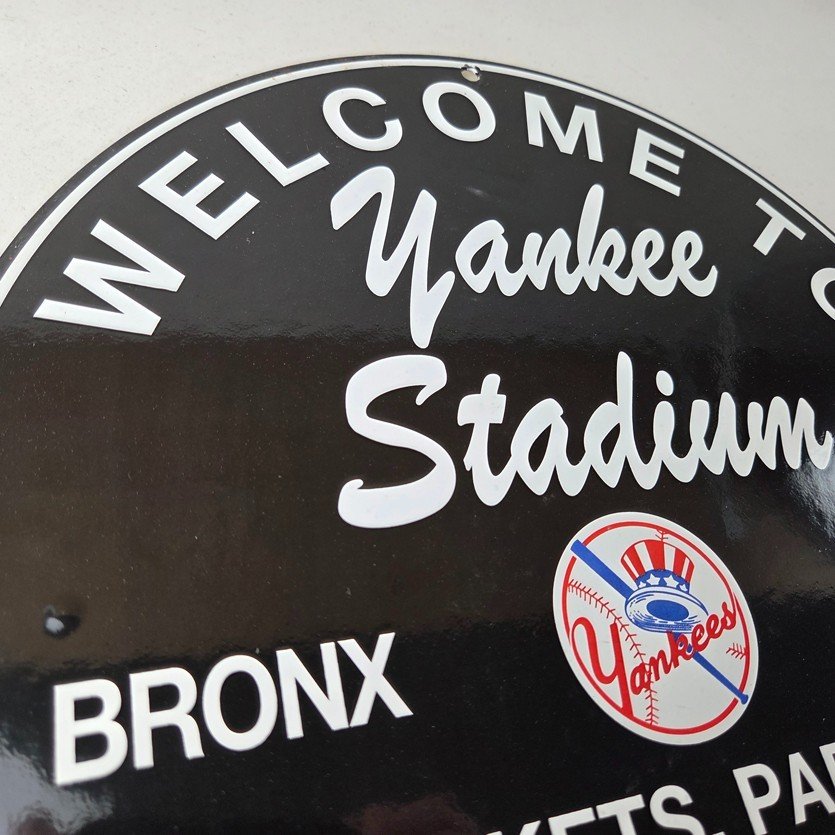 WELCOME TO
Yankee
Stadium
Yankees
BRONX